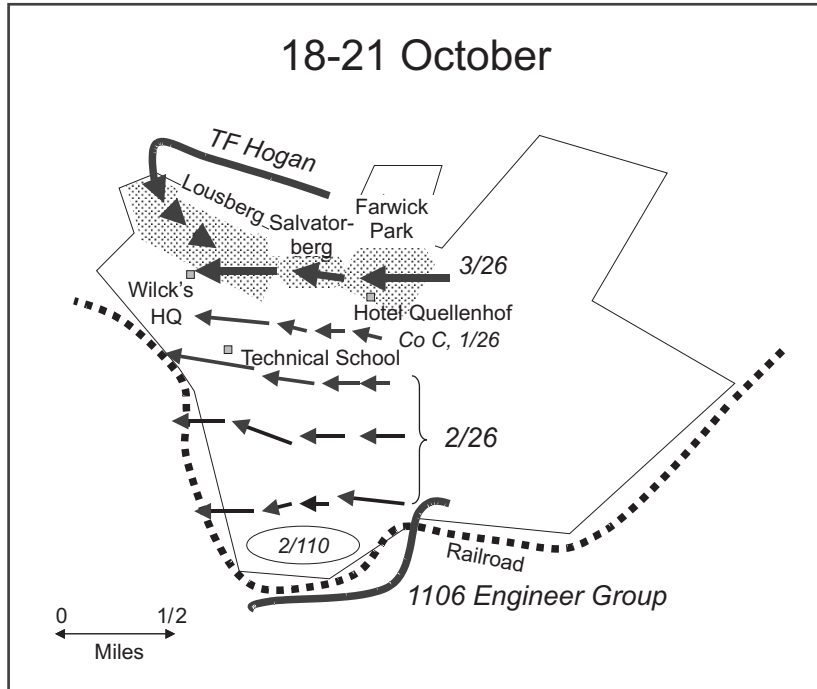 18-21 October
TF Hogan
Lousberg
Salvator-
berg
Farwick
Park
3/26
Wilck's
HQ
Hotel Quellenhof
Co C, 1/26
Technical School
2/26
2/110
Railroad
1106 Engineer Group
0 1/2
Miles